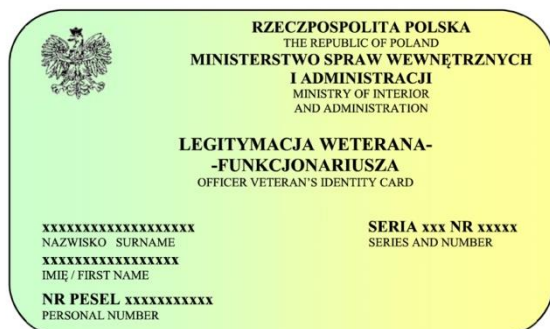 RZECZPOSPOLITA POLSKA
THE REPUBLIC OF POLAND
MINISTERSTWO SPRAW WEWNĘTRZNYCH
I ADMINISTRACJI
MINISTRY OF INTERIOR
AND ADMINISTRATION
LEGITYMACJA WETERANA-
-FUNKCJONARIUSZA
OFFICER VETERAN'S IDENTITY CARD
xxxxxxxxxxxxxxxxxxx
NAZWISKO SURNAME
xxxxxxxxxxxxxxxxx
IMIĘ / FIRST NAME
NR PESEL xxxxxxxxxxx
PERSONAL NUMBER
SERIA xxx NR xxxxx
SERIES AND NUMBER